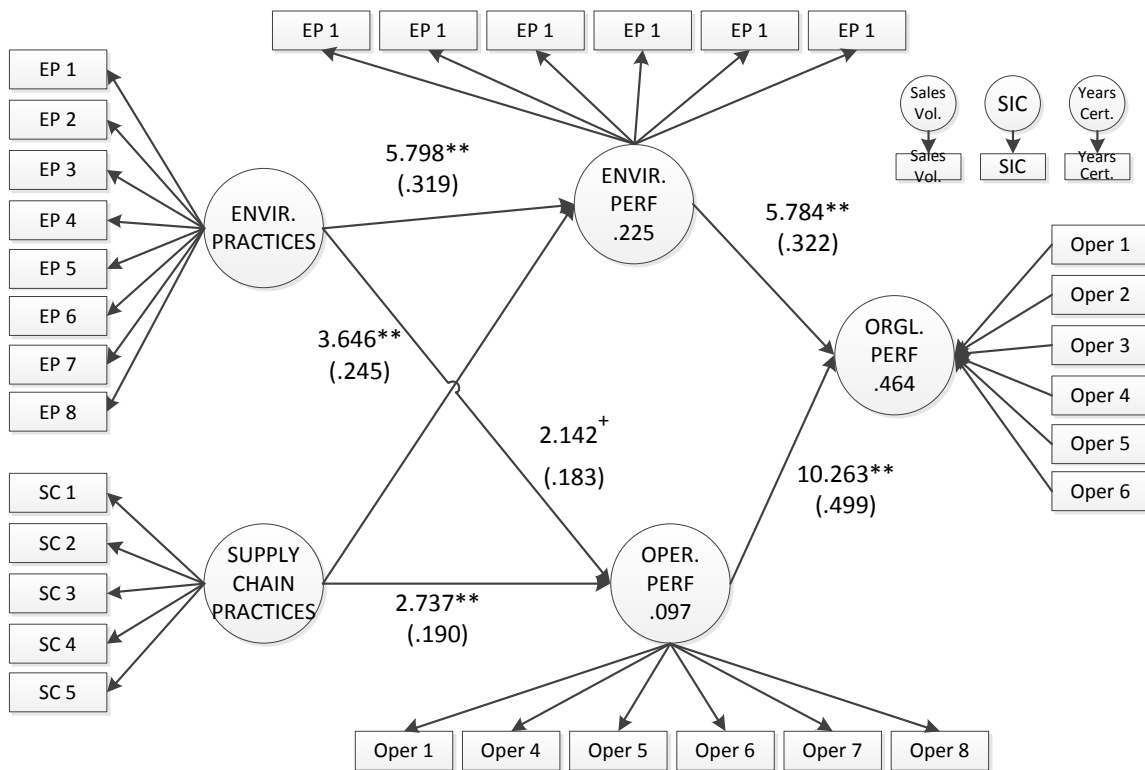 EP 1
EP 1
EP 1
EP 1
EP 1
EP 1
EP 1
EP 2
EP 3
EP 4
EP 5
EP 6
EP 7
EP 8
ENVIR.
PRACTICES
5.798**
(.319)
ENVIR.
PERF
.225
Sales
Vol.
SIC
Years
Cert.
Sales
Vol.
SIC
Years
Cert.
5.784**
(.322)
3.646**
(.245)
ORGL.
PERF
.464
Oper 1
Oper 2
Oper 3
Oper 4
Oper 5
Oper 6
2.142+
(.183)
10.263**
(.499)
SC 1
SC 2
SC 3
SC 4
SC 5
SUPPLY
CHAIN
PRACTICES
2.737**
(.190)
OPER.
PERF
.097
Oper 1
Oper 4
Oper 5
Oper 6
Oper 7
Oper 8